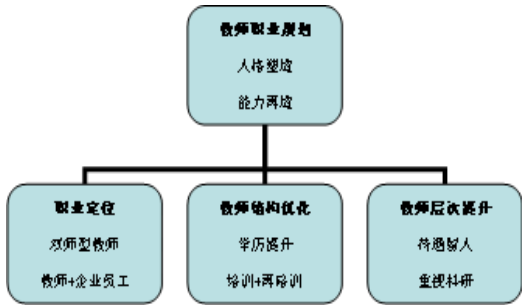 教师职业规划
人格塑造
能力再造
职业定位
双师型教师
教师+企业员工
教师结构优化
学历提升
培训+再培训
教师层次提升
待遇留人
重视科研